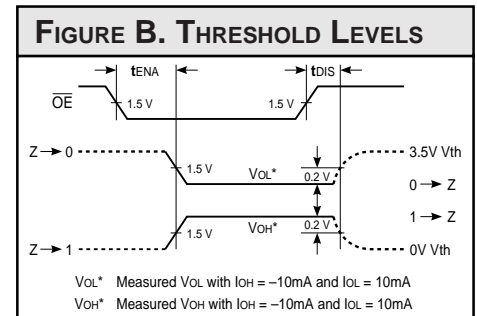 FIGURE B. THRESHOLD LEVELS
tENA tDIS
OE 1.5 V 1.5 V
Z 0 3.5V Vth
1.5 V VOL* 0.2 V
0 Z
1 Z
1.5 V VOH* 0.2 V
Z 1 0V Vth
VOL* Measured VOL with IOH = –10mA and IOL = 10mA
VOH* Measured VOH with IOH = –10mA and IOL = 10mA